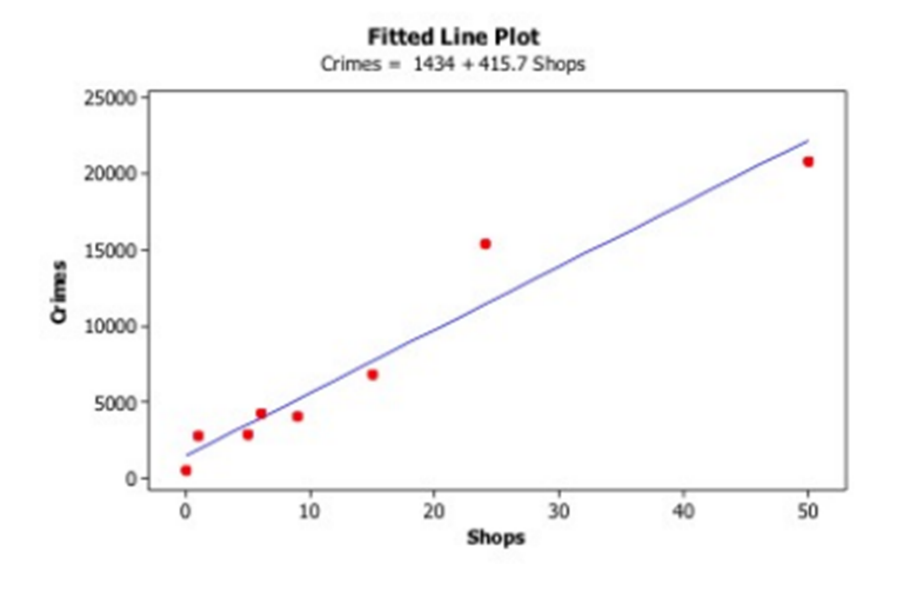 Fitted Line Plot
Crimes = 1434 + 415.7 Shops
25000
20000
15000
10000
5000
0
Crimes
0 10 20 30 40 50
Shops